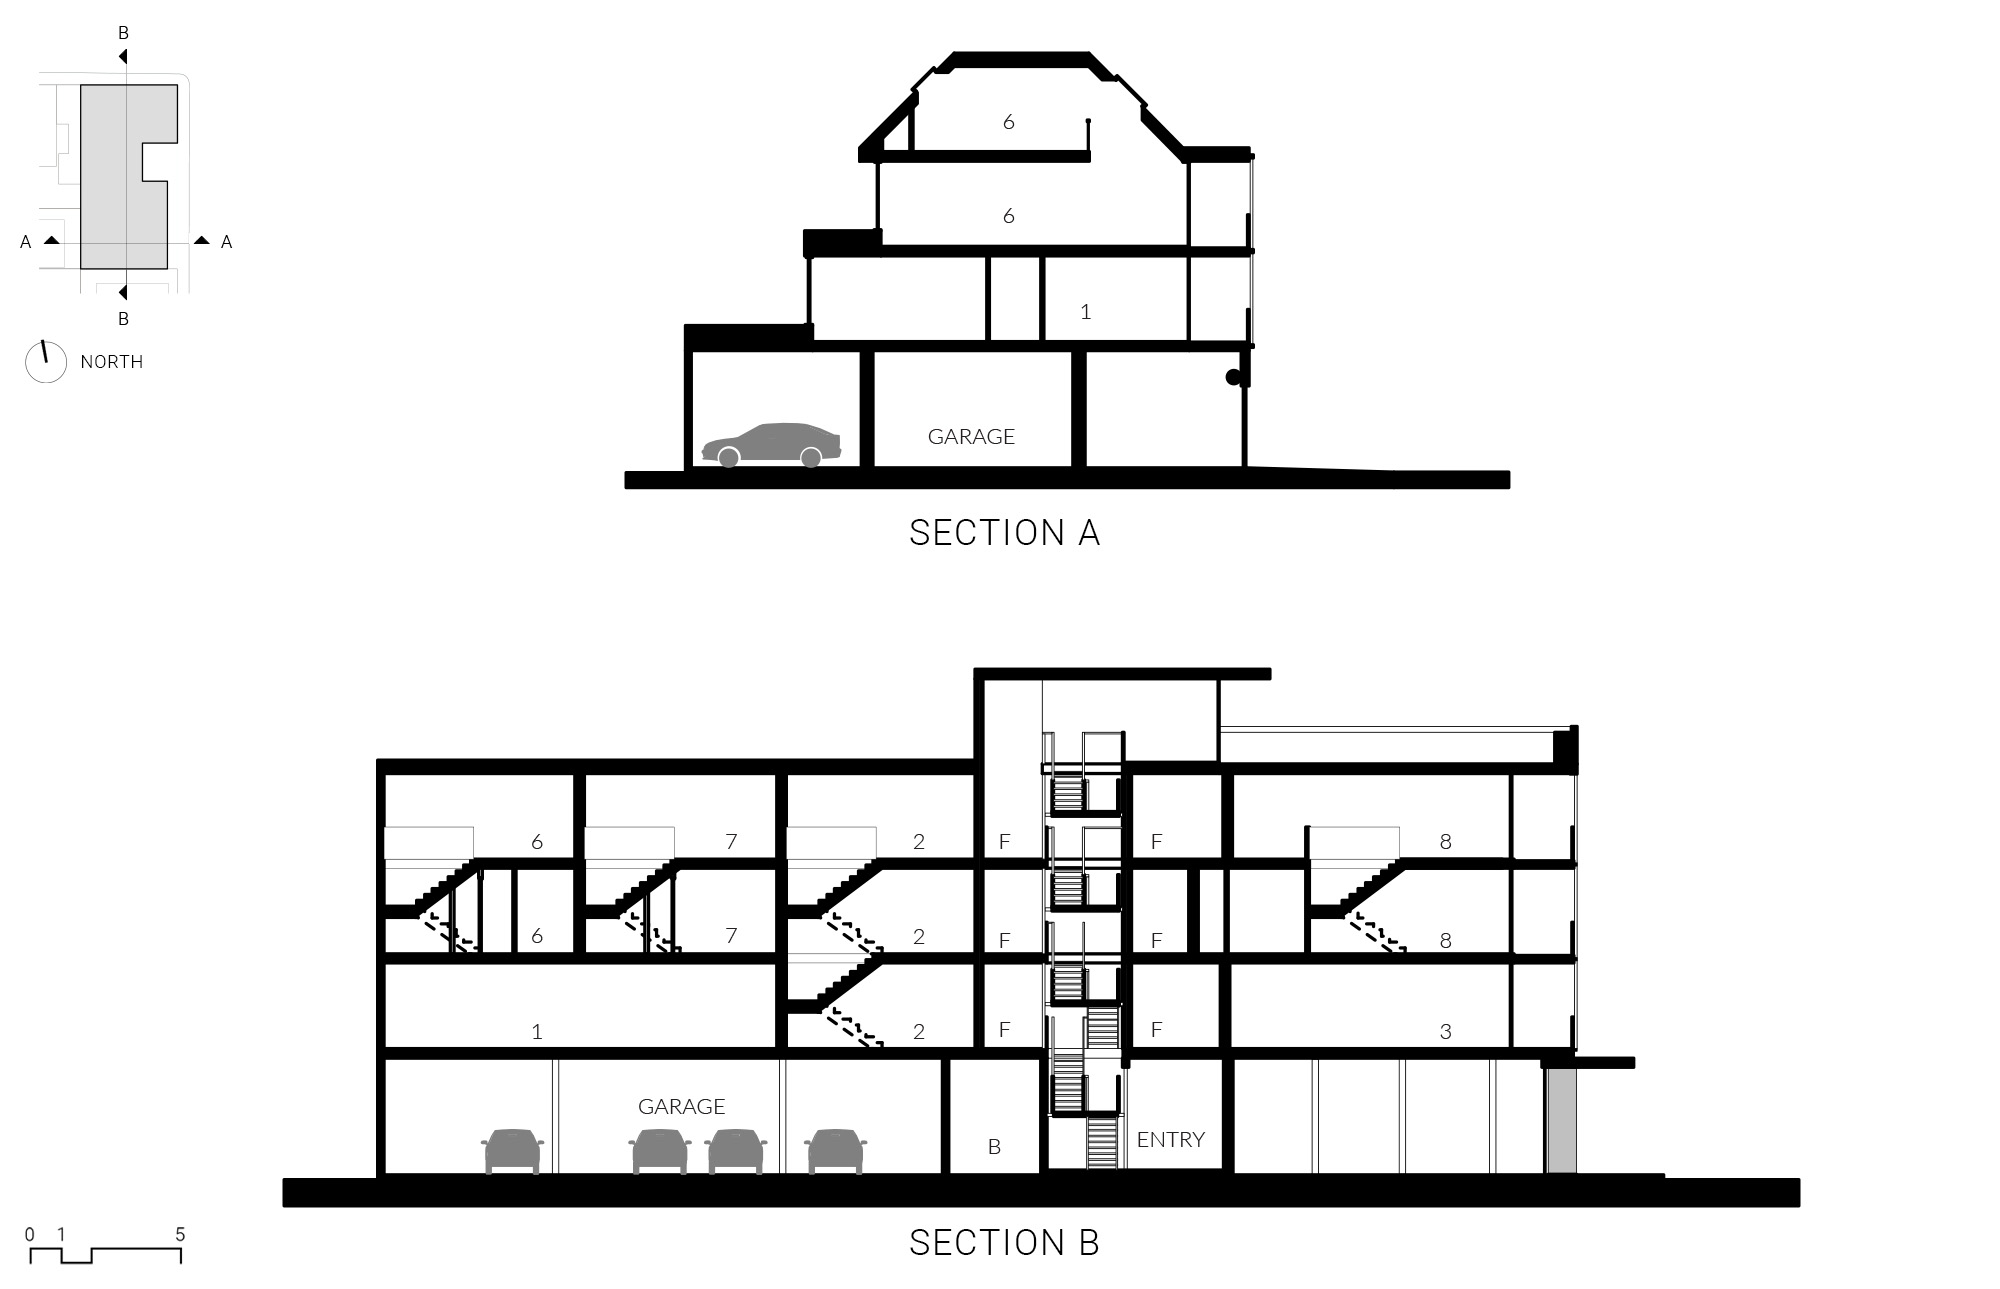 B
A A
B
NORTH
6
6
1
GARAGE
SECTION A
6 7 2 F F 8
6 7 2 F F 8
1 2 F F 3
GARAGE
B ENTRY
SECTION B
0 1 5